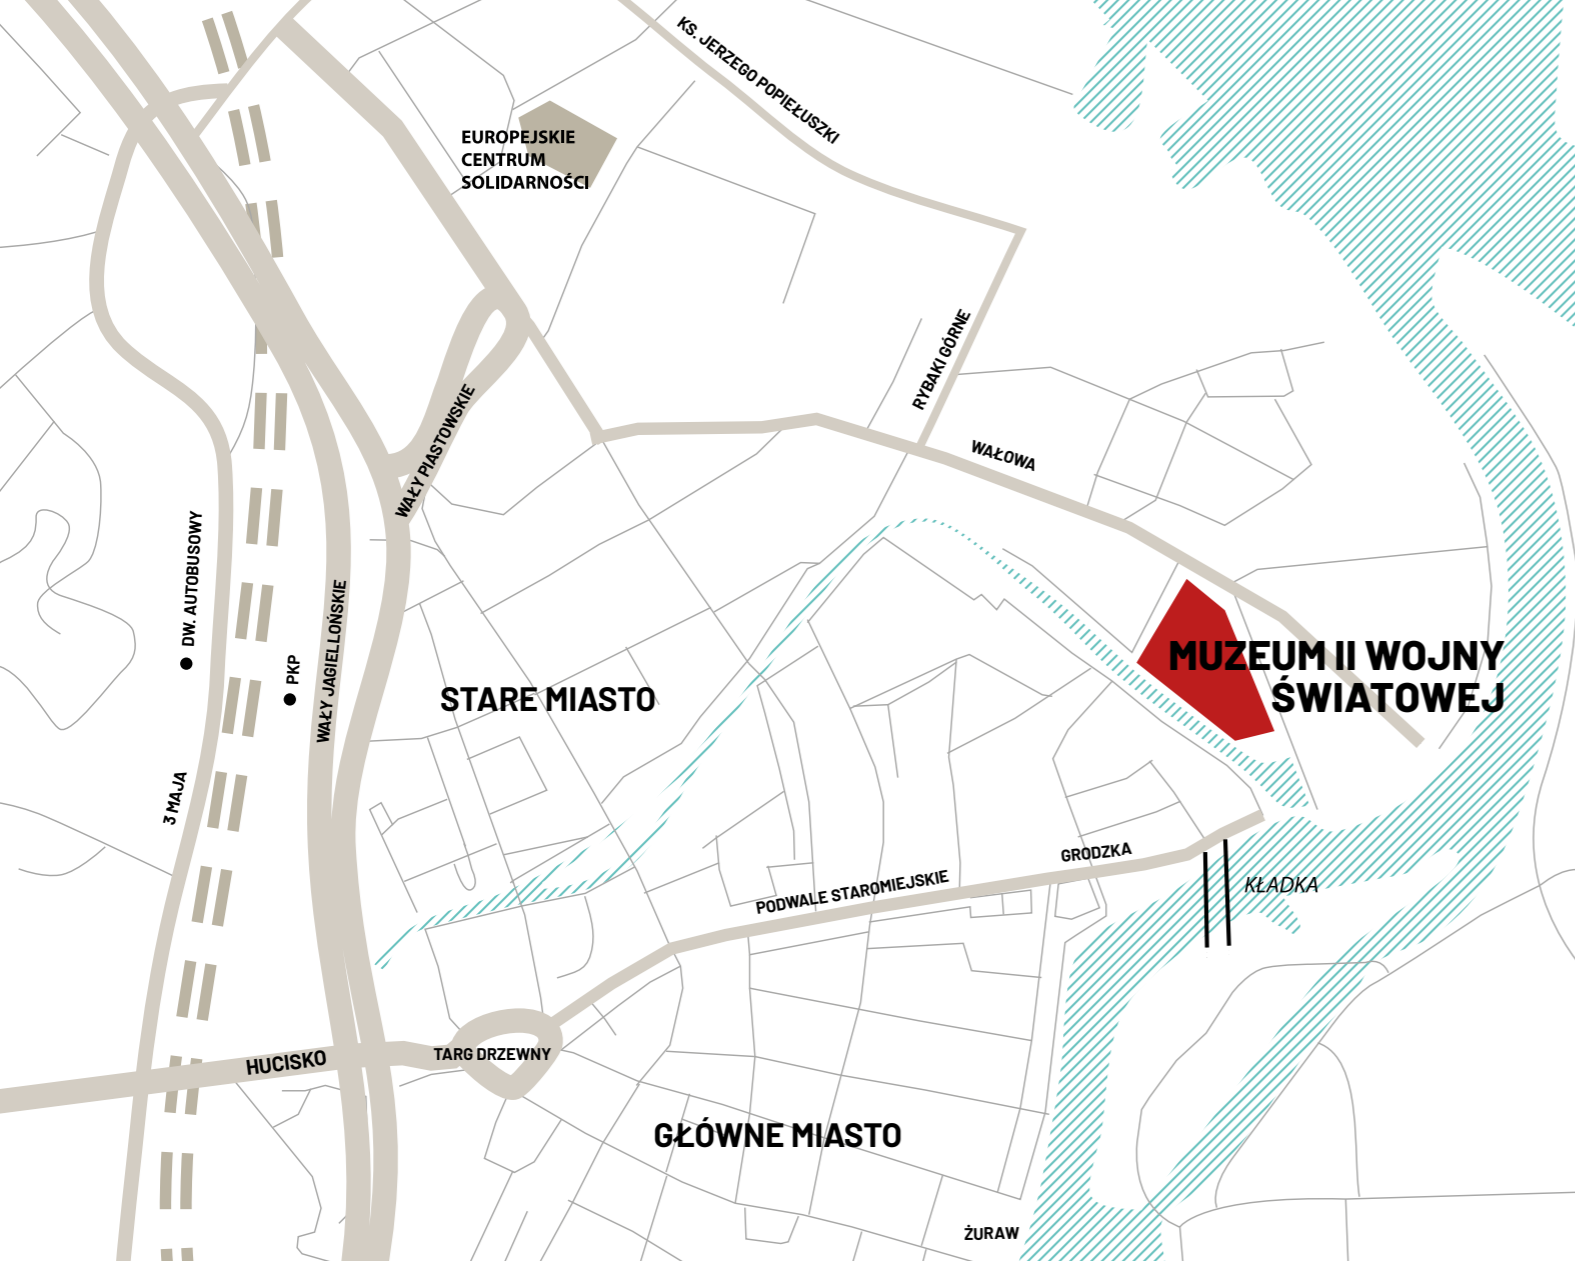 KS. JERZEGO POPIEŁUSZKI
EUROPEJSKIE
CENTRUM
SOLIDARNOŚCI
RYBAKI GÓRNE
WAŁY PIASTOWSKIE
WAŁOWA
DW. AUTOBUSOWY
WAŁY JAGIELLOŃSKIE
PKP
MUZEUM II WOJNY
ŚWIATOWEJ
STARE MIASTO
3 MAJA
GRODZKA
PODWALE STAROMIEJSKIE
KŁADKA
HUCISKO
TARG DRZEWNY
GŁÓWNE MIASTO
ŻURAW